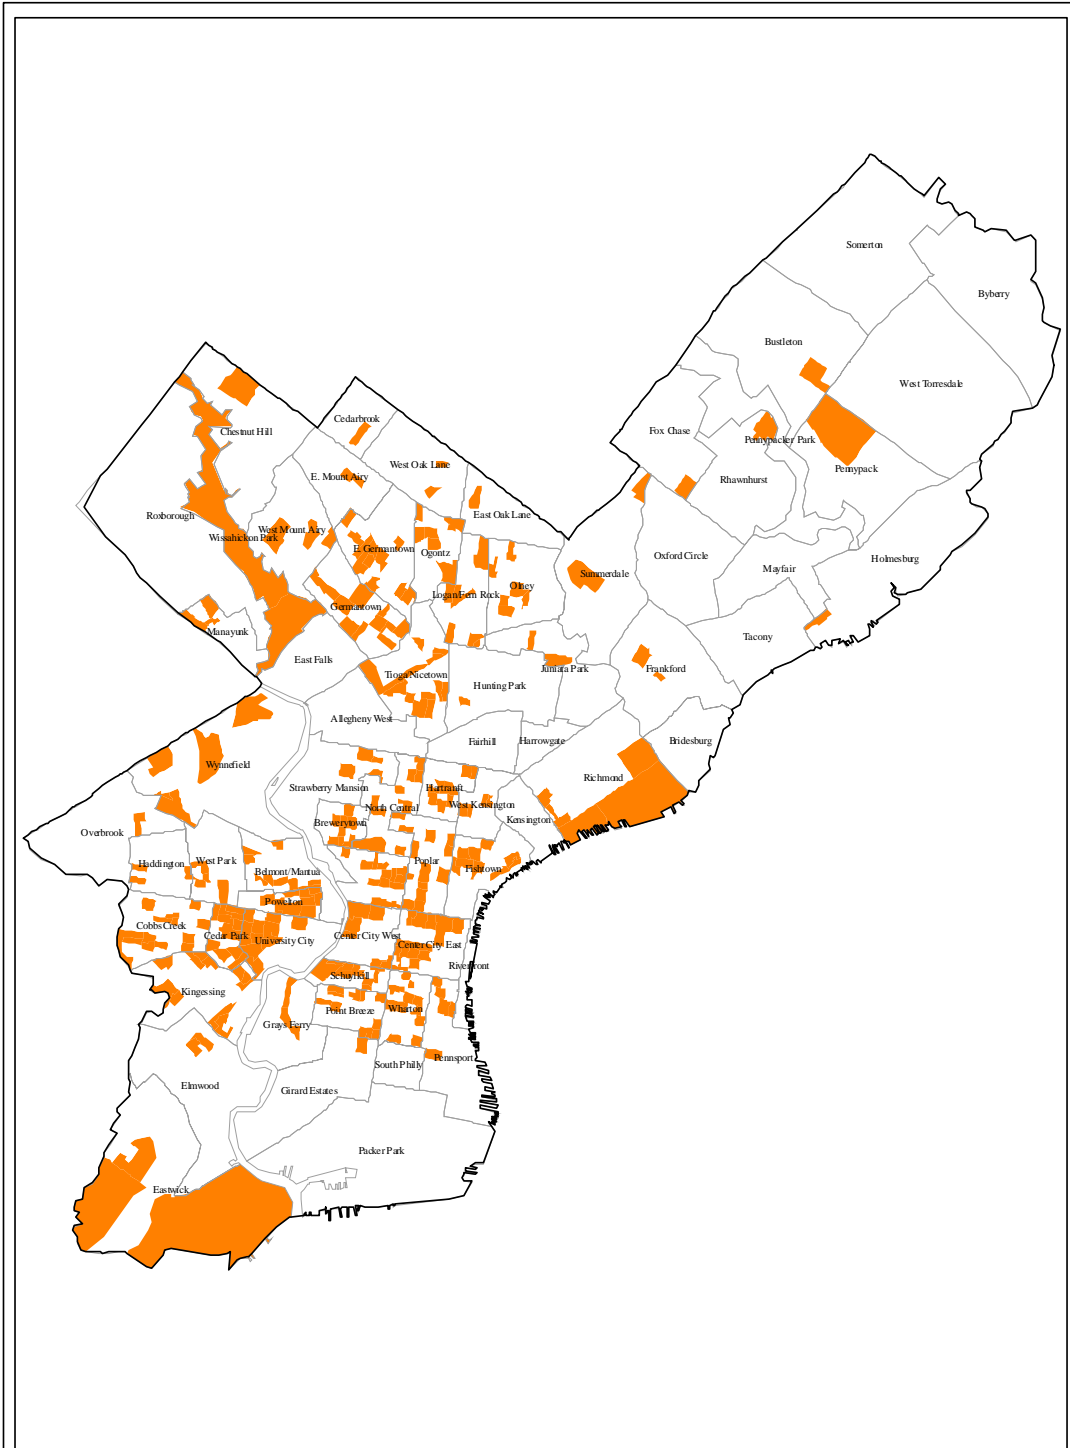 Somerton
Byberry
Bustleton
West Torresdale
Cedarbrook
Fox Chase
Chestnut Hill
Pennypacker Park
West Oak Lane
Pennypack
E. Mount Airy
Rhawnhurst
Roxborough
East Oak Lane
West Mount Airy
Wissahickon Park
E. Germantown
Ogontz
Oxford Circle
Holmesburg
Mayfair
Summerdale
Olney
Logan/Fern Rock
Germantown
Manayunk
Tacony
East Falls
Juniata Park
Frankford
Tioga Nicetown
Hunting Park
Allegheny West
Fairhill
Harrowgate
Bridesburg
Wynnefield
Richmond
Strawberry Mansion
Hartranft
North Central
West Kensington
Brewerytown
Kensington
Overbrook
Haddington
West Park
Poplar
Fishtown
Belmont/Mantua
Powelton
Cobbs Creek
Cedar Park
University City
Center City West
Center City East
Riverfront
Schuylkill
Kingessing
Point Breeze
Wharton
Grays Ferry
Pennsport
South Philly
Elmwood
Girard Estates
Packer Park
Eastwick